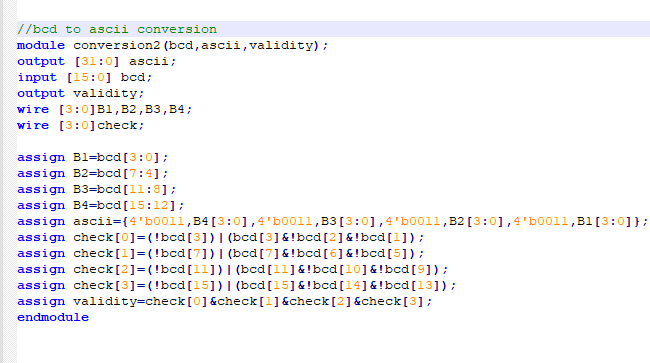 //bcd to ascii conversion
module conversion2(bcd,ascii,validity);
output [31:0] ascii;
input [15:0] bcd;
output validity;
wire [3:0]B1,B2,B3,B4;
wire [3:0]check;
assign B1=bcd[3:0];
assign B2=bcd[7:4];
assign B3=bcd[11:8];
assign B4=bcd[15:12];
assign ascii={4'b0011,B4[3:0],4'b0011,B3[3:0],4'b0011,B2[3:0],4'b0011,B1[3:0]};
assign check[0]=(!bcd[3])|(bcd[3]&!bcd[2]&!bcd[1]);
assign check[1]=(!bcd[7])|(bcd[7]&!bcd[6]&!bcd[5]);
assign check[2]=(!bcd[11])|(bcd[11]&!bcd[10]&!bcd[9]);
assign check[3]=(!bcd[15])|(bcd[15]&!bcd[14]&!bcd[13]);
assign validity=check[0]&check[1]&check[2]&check[3];
endmodule